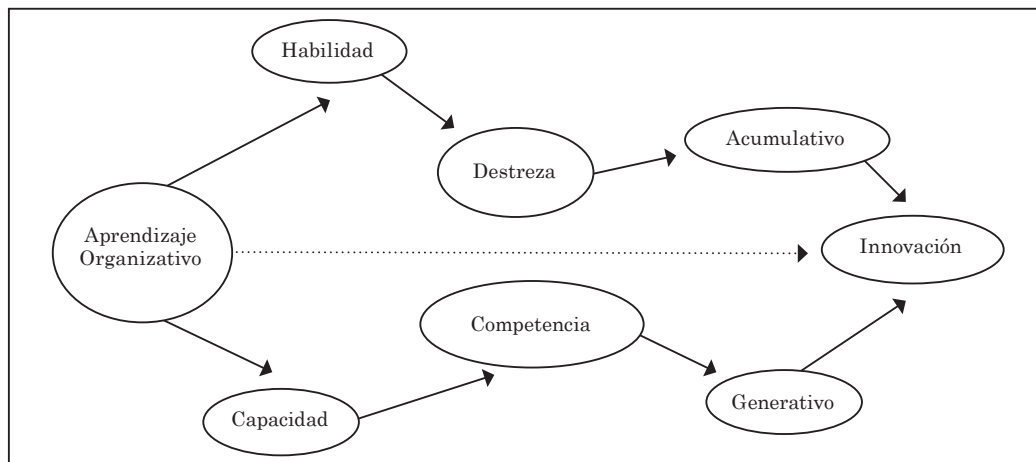 Habilidad
Acumulativo
Destreza
Aprendizaje
Organizativo
Innovación
Competencia
Capacidad
Generativo